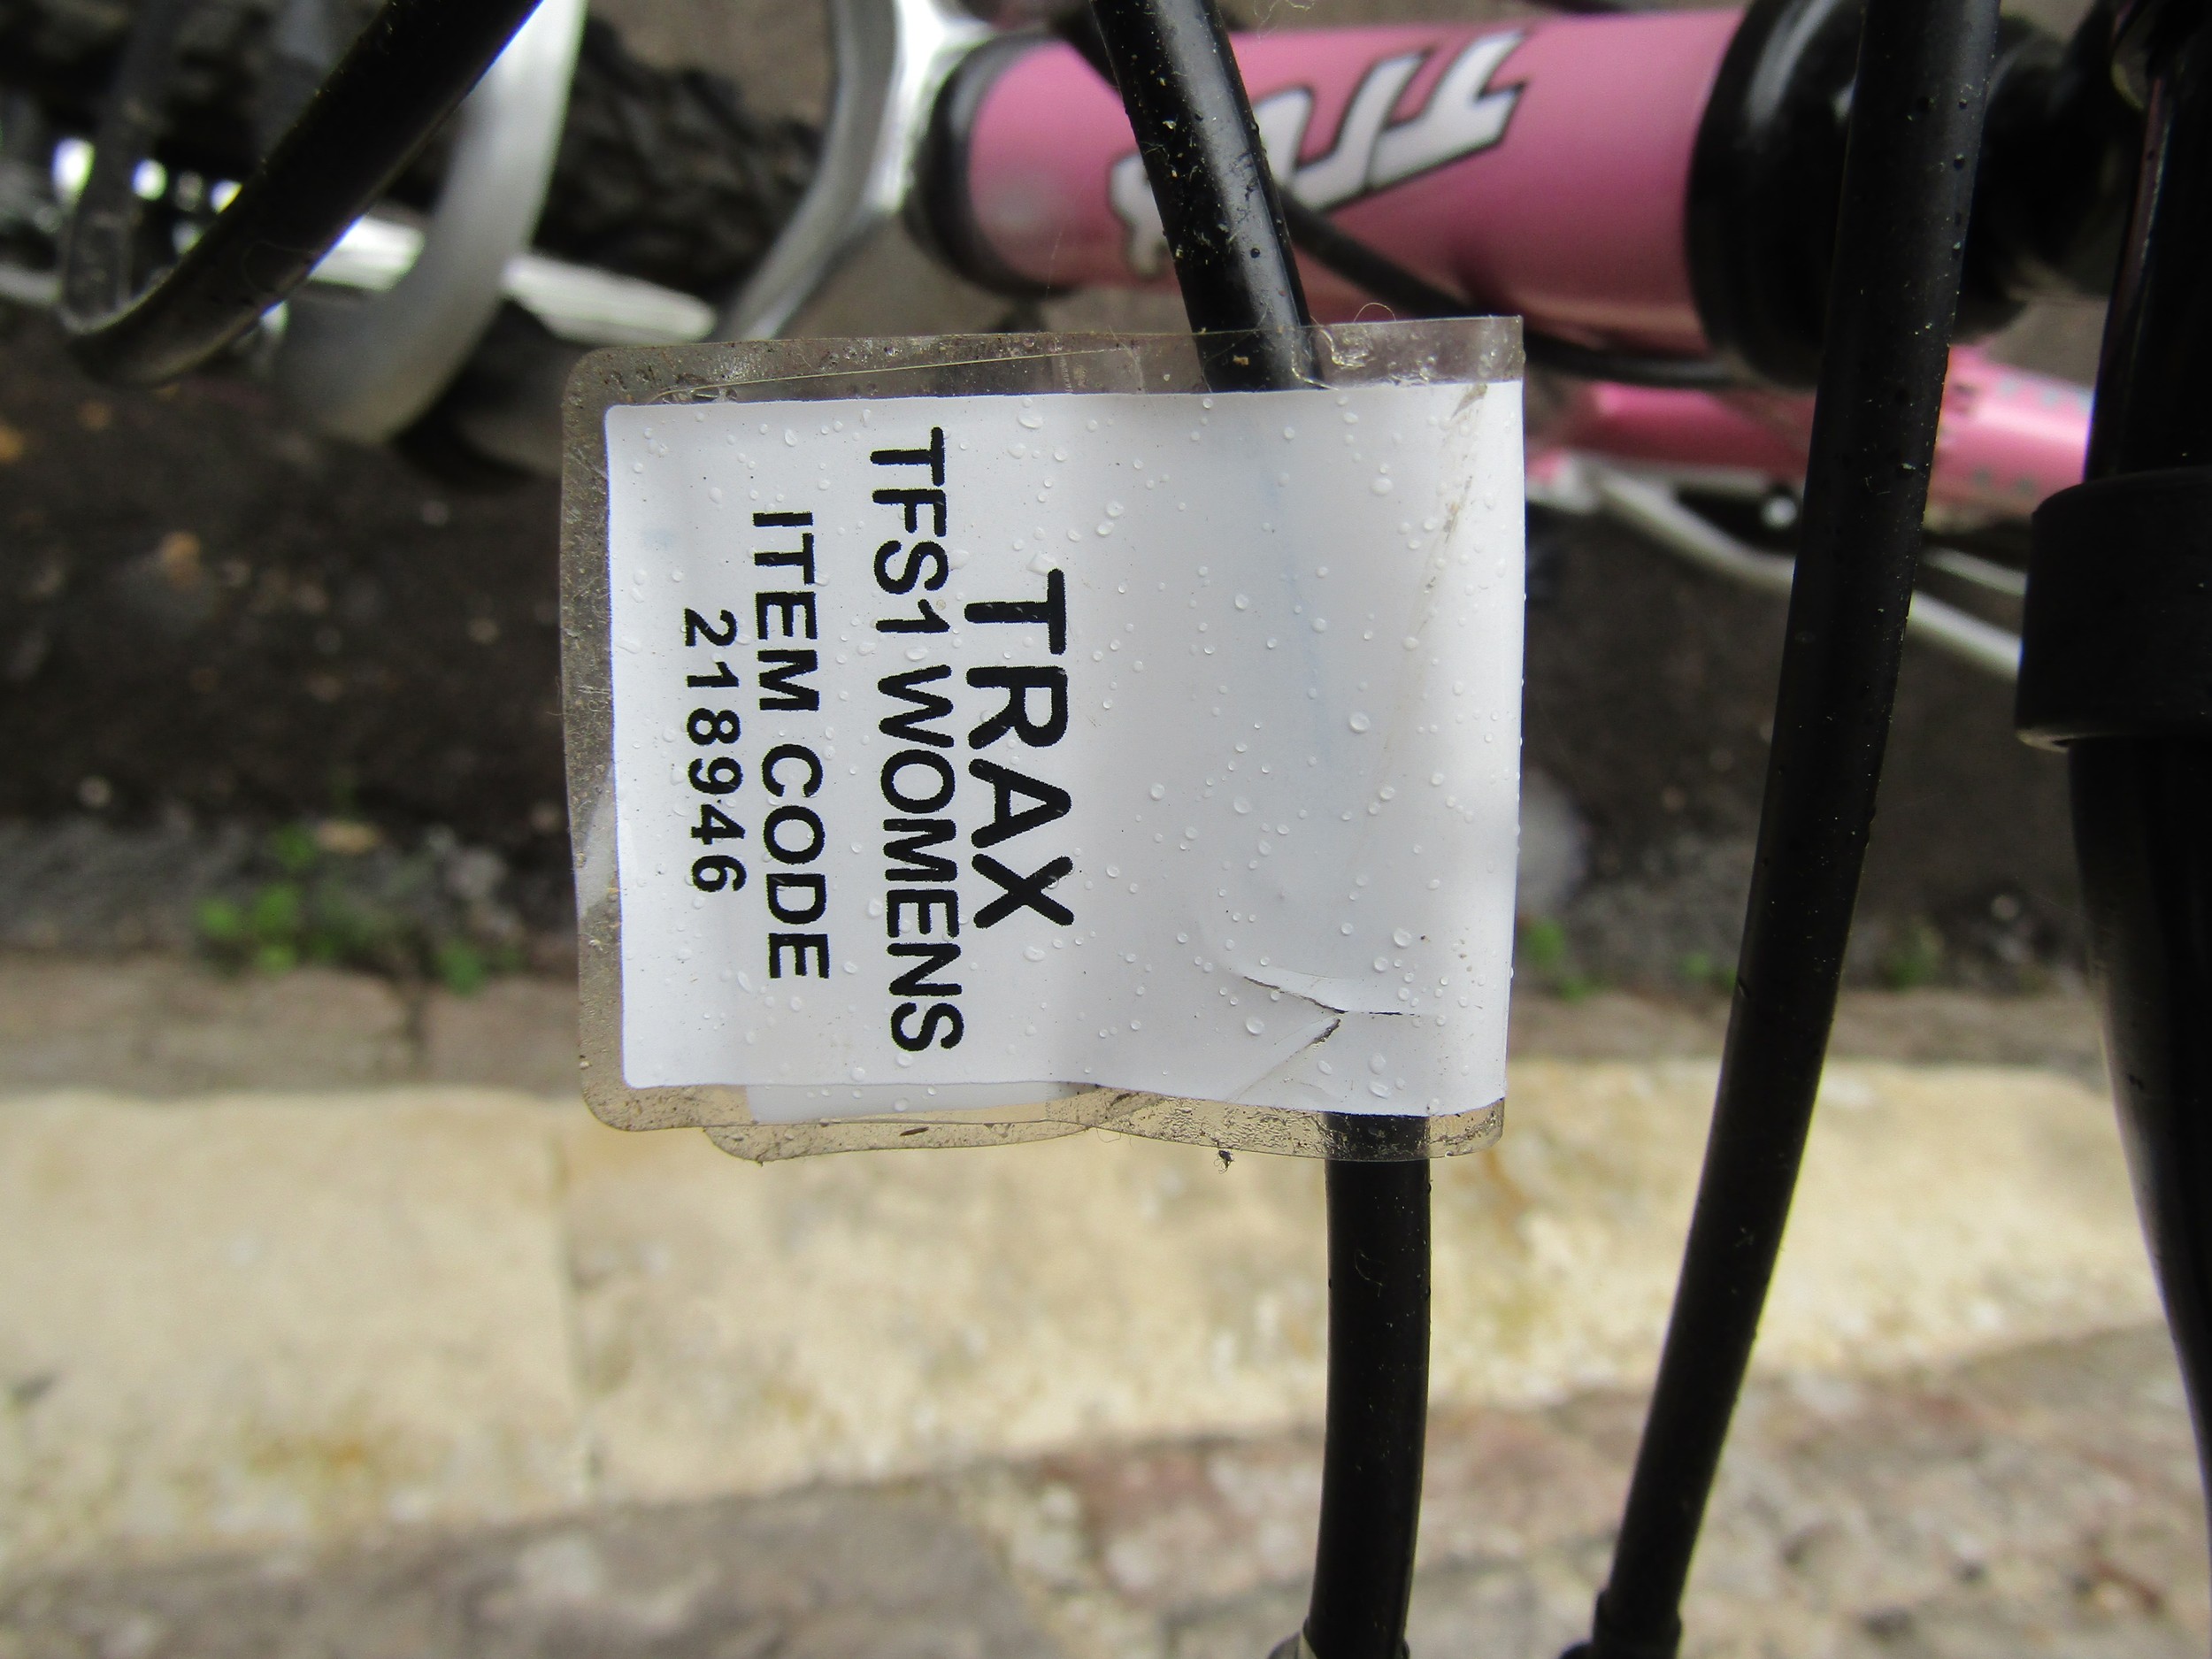 TRAX
TFS1 WOMENS
ITEM CODE
218946